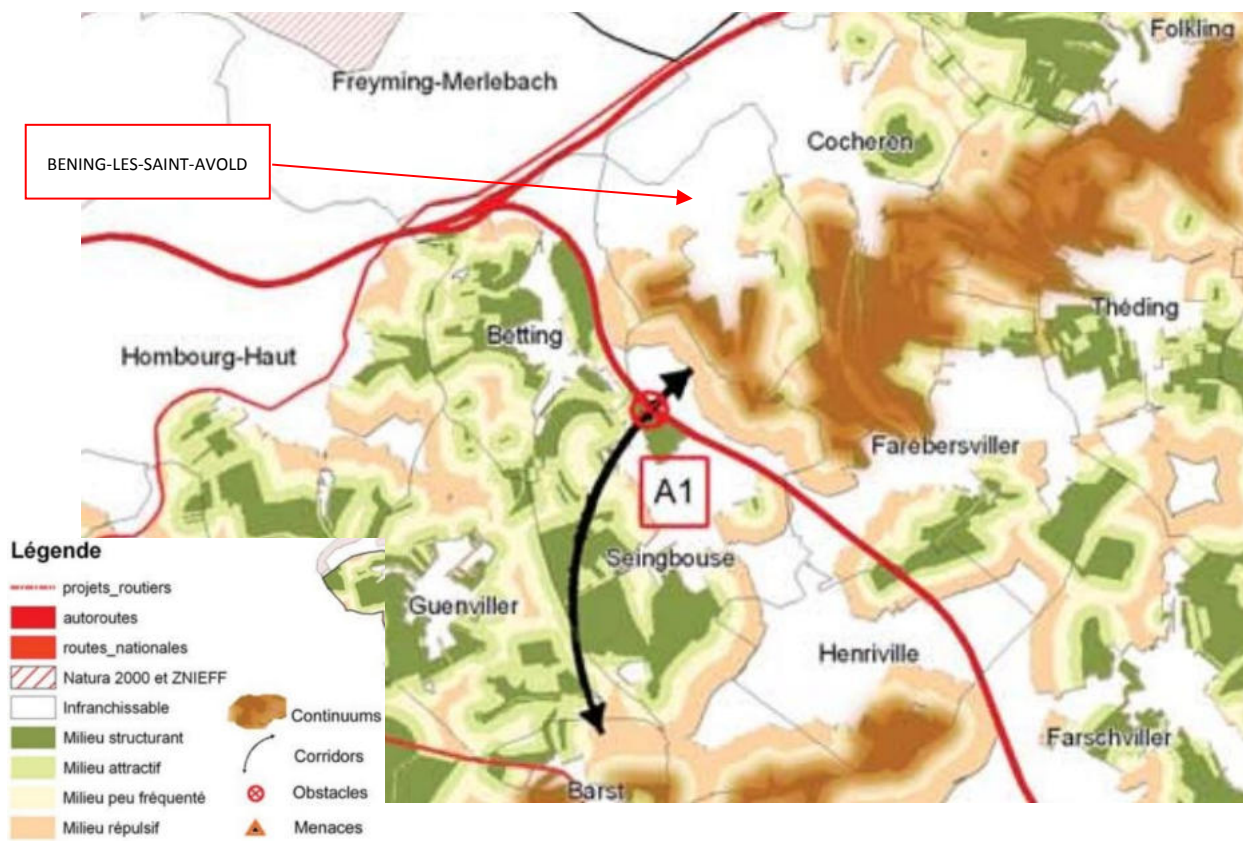 Folkling
Freyming-Merlebach
Cocheren
BENING-LES-SAINT-AVOLD
Théding
Betting
Hombourg-Haut
Farebersviller
A1
Seingbouse
Guenviller
Henriville
Farschviller
Barst
Légende
projets_routiers
autoroutes
routes_nationales
Natura 2000 et ZNIEFF
Infranchissable
Milieu structurant
Milieu attractif
Milieu peu fréquenté
Milieu répulsif
Continuums
Corridors
Obstacles
Menaces